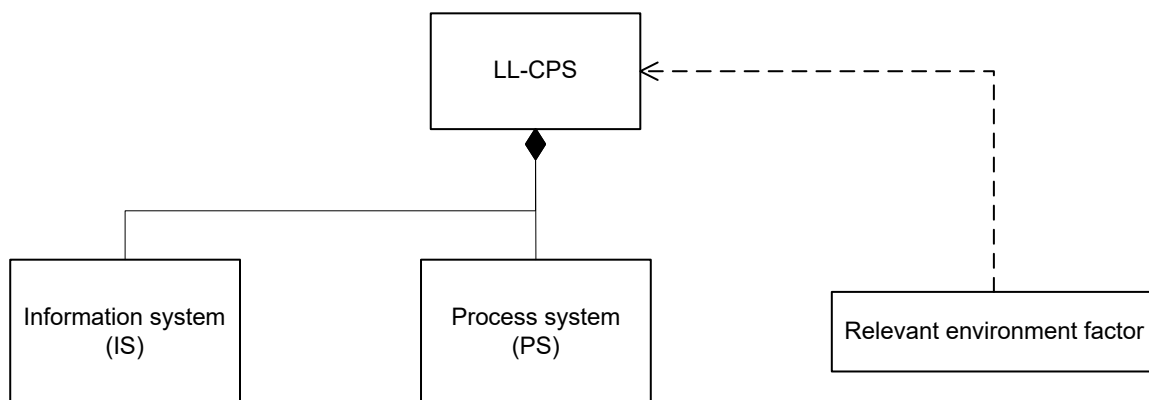 LL-CPS
Information system
(IS)
Process system
(PS)
Relevant environment factor